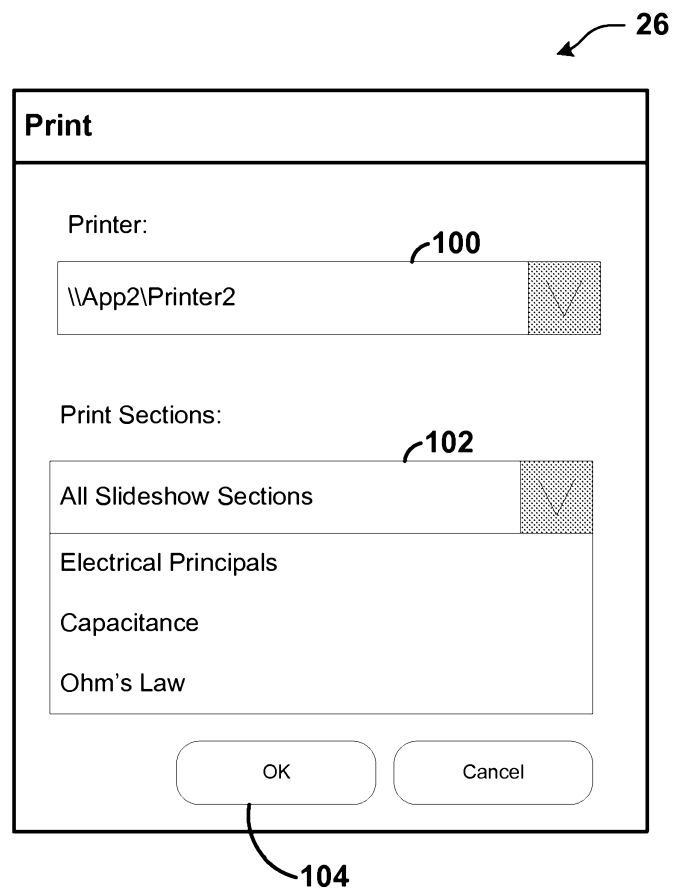 26
Print
Printer:
100
\\App2\Printer2
Print Sections:
102
All Slideshow Sections
Electrical Principals
Capacitance
Ohm's Law
OK Cancel
104